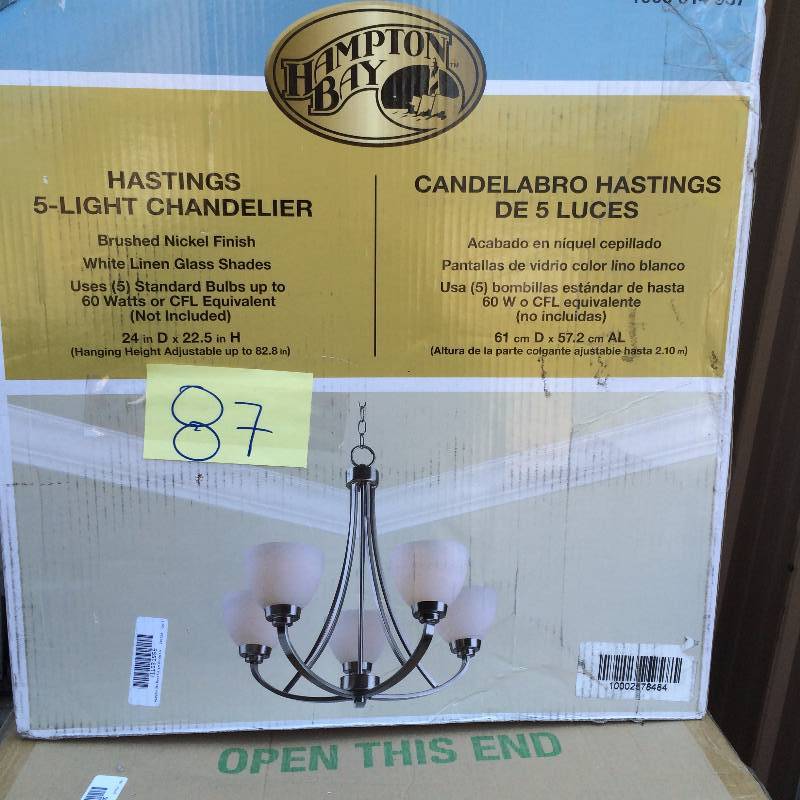 HAMPTON
BAY
HASTINGS
5-LIGHT CHANDELIER
Brushed Nickel Finish
White Linen Glass Shades
Uses (5) Standard Bulbs up to
60 Watts or CFL Equivalent
(Not Included)
24 in D x 22.5 in H
(Hanging Height Adjustable up to 82.8 in)
CANDELABRO HASTINGS
DE 5 LUCES
Acabado en níquel cepillado
Pantallas de vidrio color lino blanco
Usa (5) bombillas estándar de hasta
60 W o CFL equivalente
(no incluidas)
61 cm D x 57.2 cm AL
(Altura de la parte colgante ajustable hasta 2.10 m)
87
10002578484
OPEN THIS END